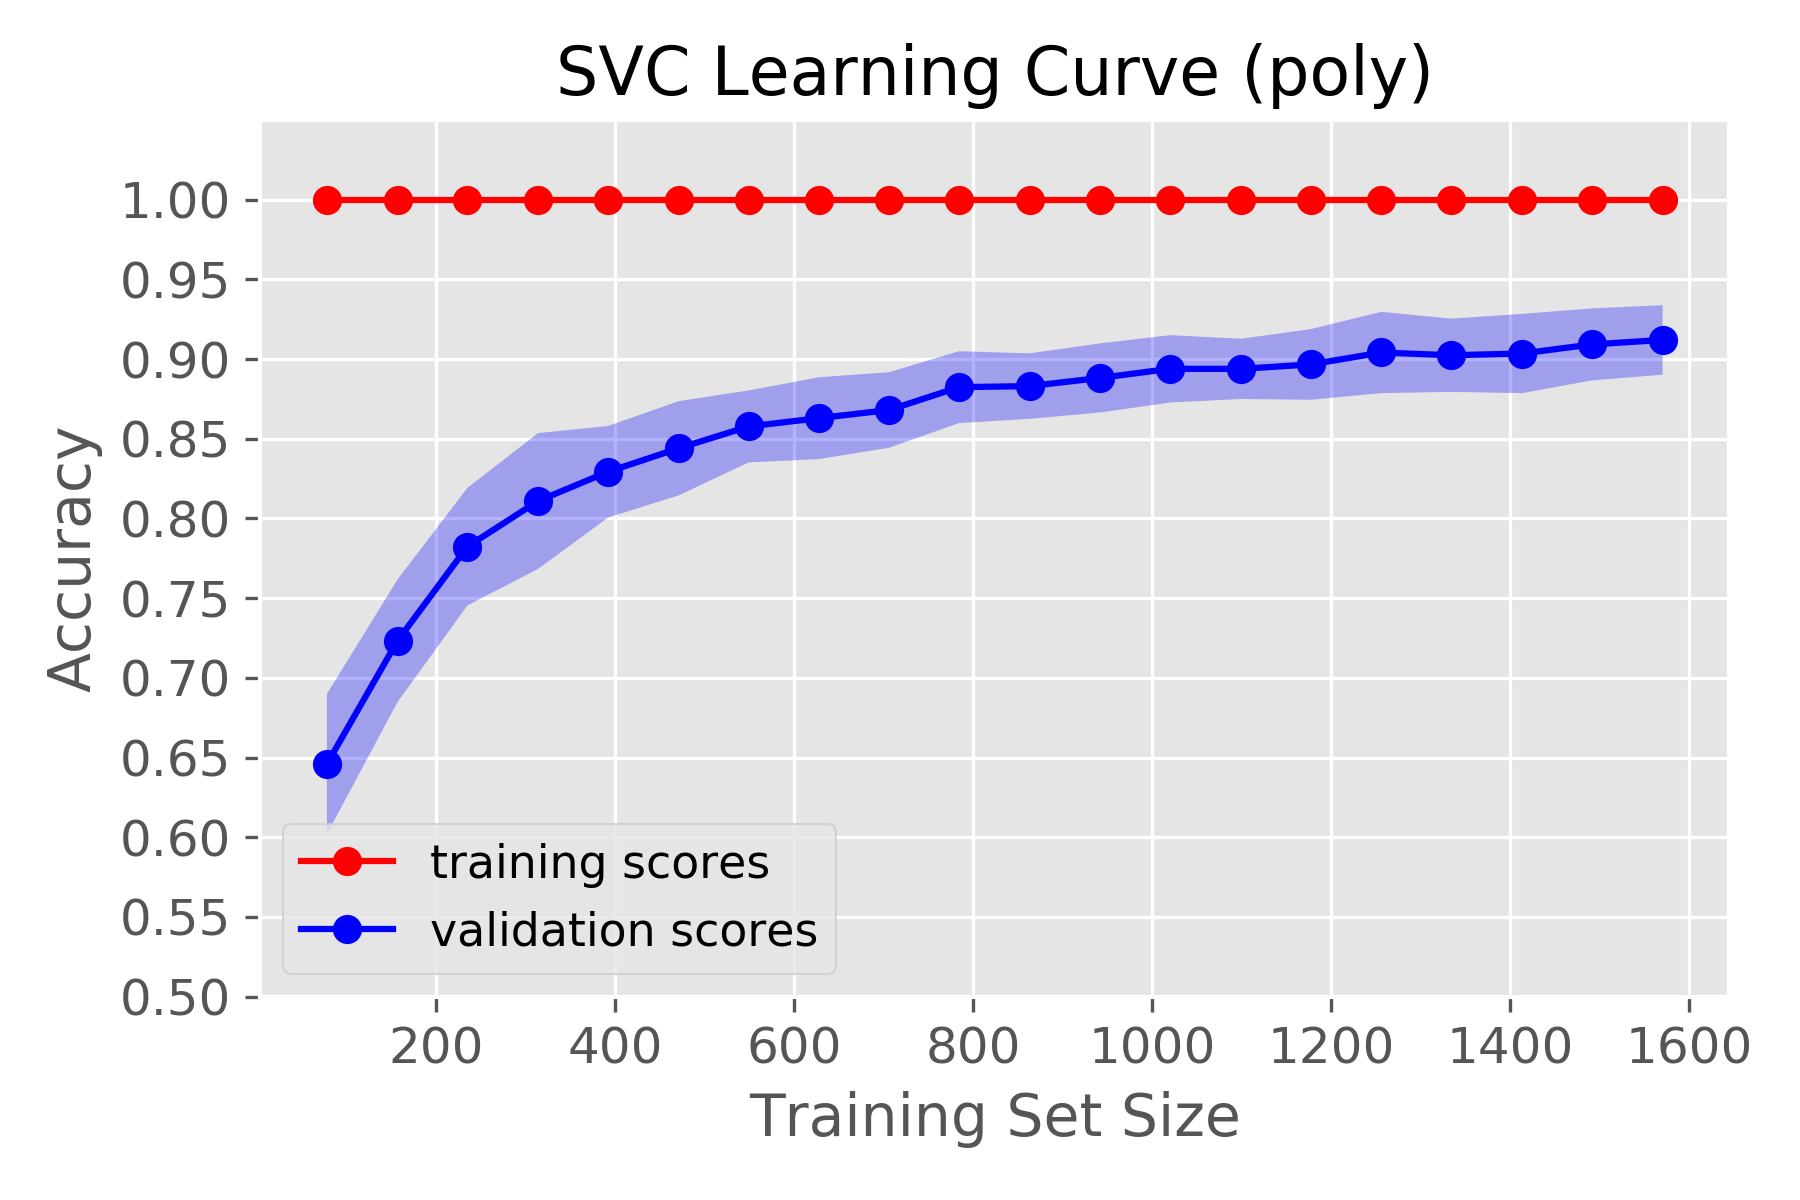 SVC Learning Curve (poly)
1.00
0.95
0.90
0.85
0.80
0.75
0.70
0.65
0.60
0.55
0.50
Accuracy
training scores
validation scores
200 400 600 800 1000 1200 1400 1600
Training Set Size